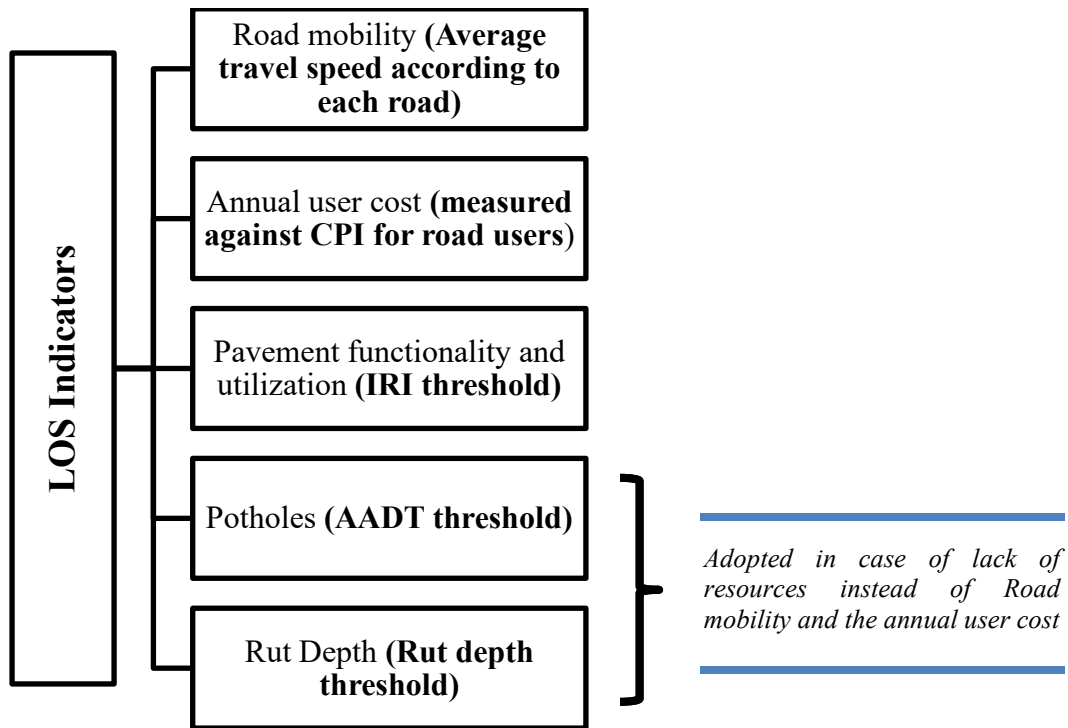 LOS Indicators
Road mobility (Average
travel speed according to
each road)
Annual user cost (measured
against CPI for road users)
Pavement functionality and
utilization (IRI threshold)
Potholes (AADT threshold)
Rut Depth (Rut depth
threshold)
Adopted in case of lack of
resources instead of Road
mobility and the annual user cost